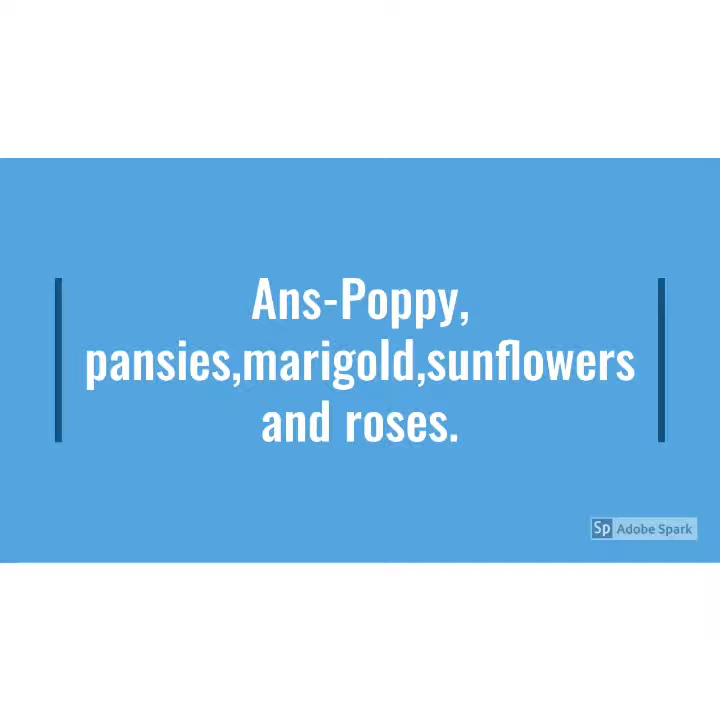 Ans-Poppy,
pansies,marigold,sunflowers
and roses.
Sp Adobe Spark